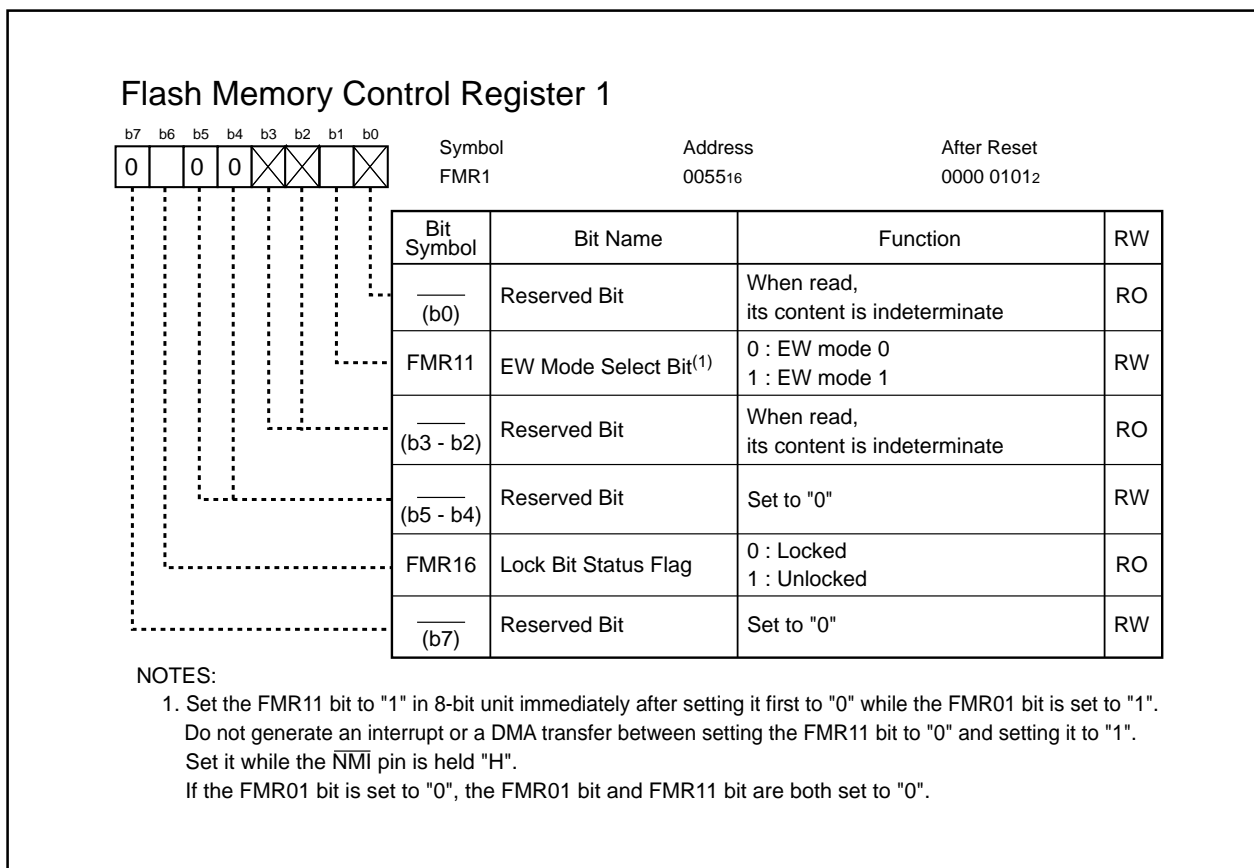 Flash Memory Control Register 1
b7 b6 b5 b4 b3 b2 b1 b0
0 0 0
Symbol Address After Reset
FMR1 005516 0000 01012
Bit Symbol Bit Name Function RW
(b0) Reserved Bit When read, RO
its content is indeterminate
FMR11 EW Mode Select Bit(1) 0 : EW mode 0 RW
1 : EW mode 1
(b3 - b2) Reserved Bit When read, RO
its content is indeterminate
(b5 - b4) Reserved Bit Set to "0" RW
FMR16 Lock Bit Status Flag 0 : Locked RO
1 : Unlocked
(b7) Reserved Bit Set to "0" RW
NOTES:
1. Set the FMR11 bit to "1" in 8-bit unit immediately after setting it first to "0" while the FMR01 bit is set to "1".
Do not generate an interrupt or a DMA transfer between setting the FMR11 bit to "0" and setting it to "1".
Set it while the NMI pin is held "H".
If the FMR01 bit is set to "0", the FMR01 bit and FMR11 bit are both set to "0".